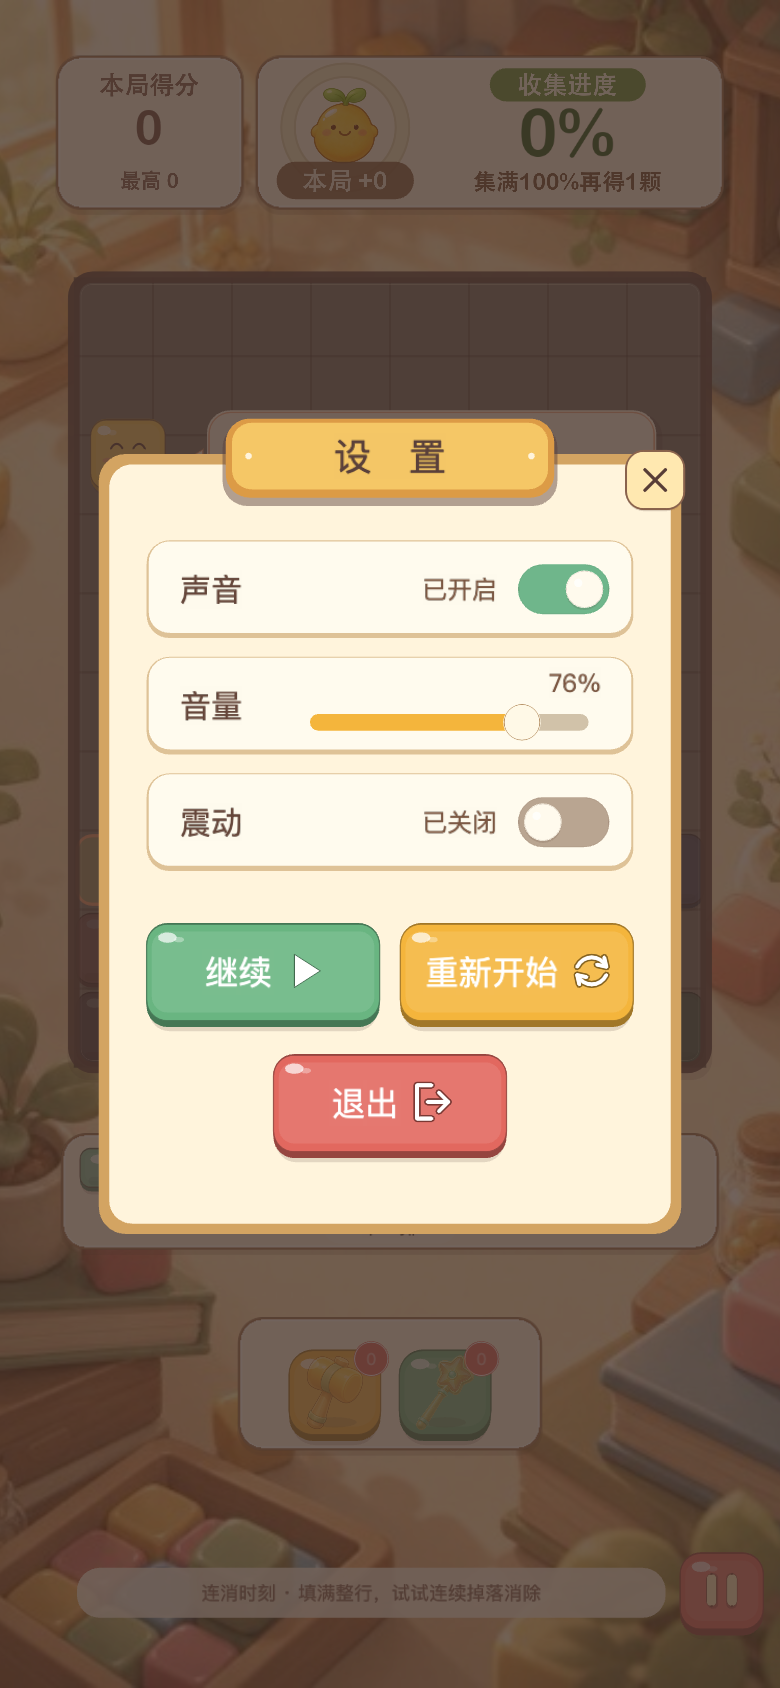 本局得分
0
最高 0
收集进度
0%
本局 +0
集满100%再得1颗
设 置
声音
已开启
76%
音量
震动
已关闭
继续
重新开始
退出
0
0
连消时刻 · 填满整行，试试连续掉落消除